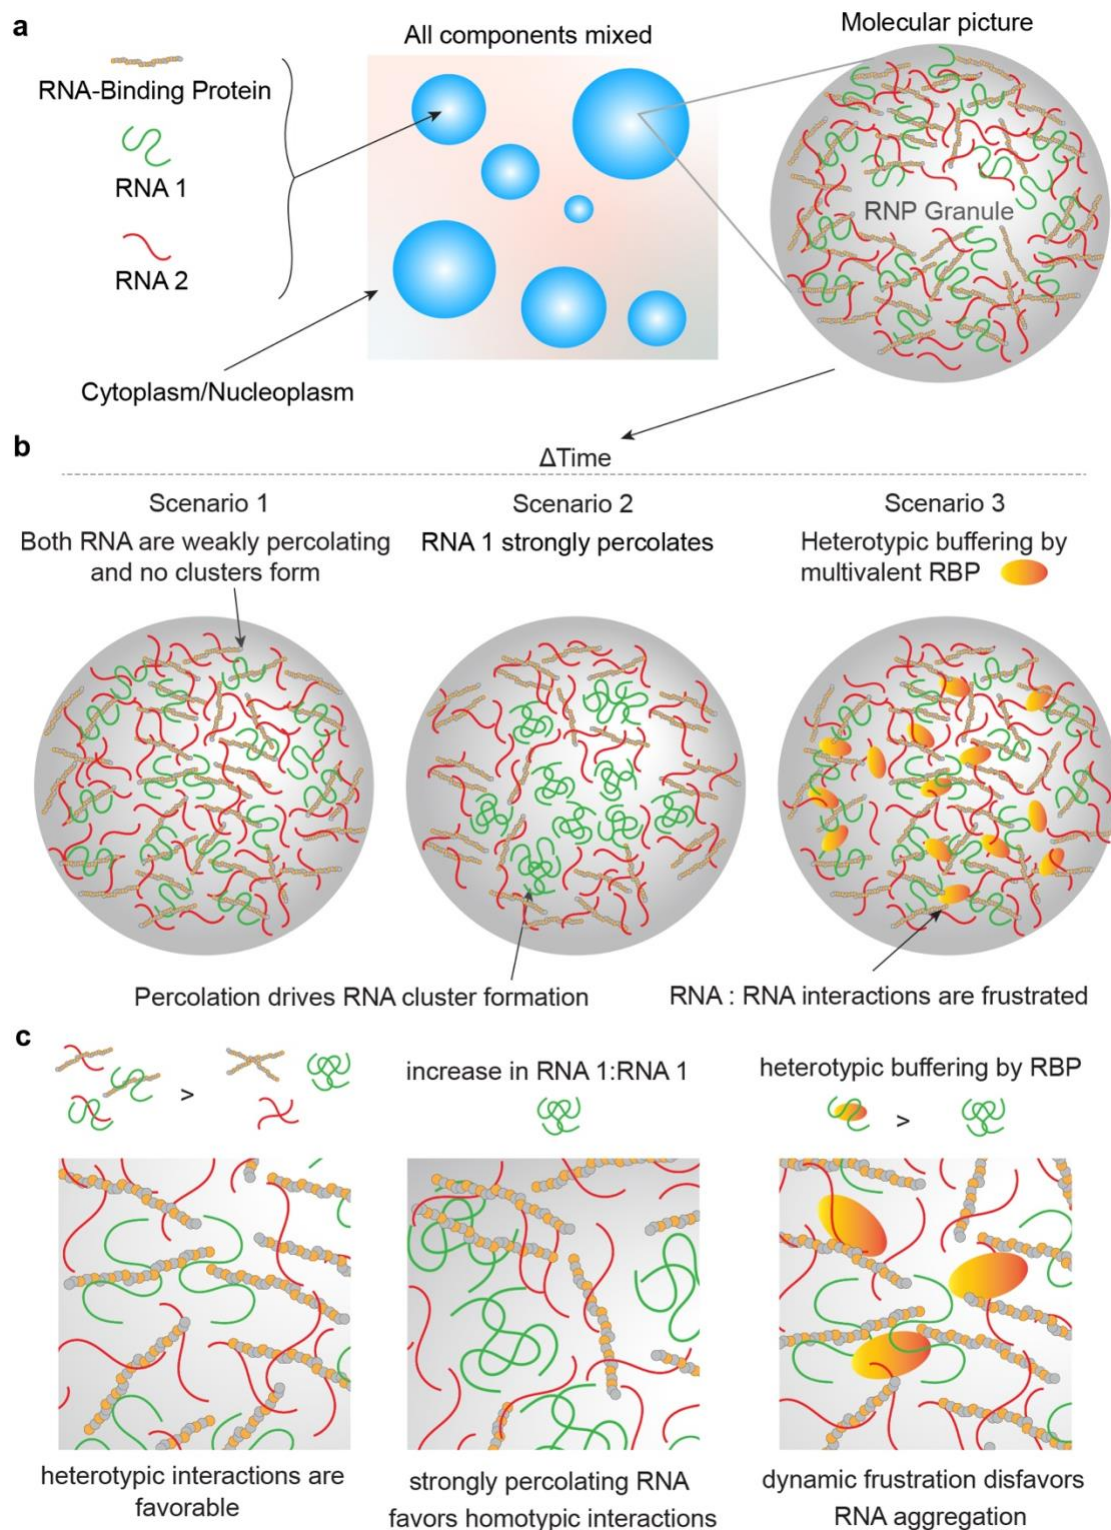 a
All components mixed
Molecular picture
RNA-Binding Protein
RNA 1
RNA 2
RNP Granule
Cytoplasm/Nucleoplasm
b
ΔTime
Scenario 1
Both RNA are weakly percolating
and no clusters form
Scenario 2
RNA 1 strongly percolates
Scenario 3
Heterotypic buffering by
multivalent RBP
Percolation drives RNA cluster formation
RNA : RNA interactions are frustrated
c
>
increase in RNA 1:RNA 1
heterotypic buffering by RBP
>
heterotypic interactions are
favorable
strongly percolating RNA
favors homotypic interactions
dynamic frustration disfavors
RNA aggregation